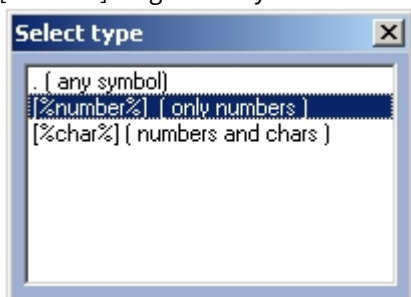 Select type
. ( any symbol)
[%number%] ( only numbers )
[%char%] ( numbers and chars )